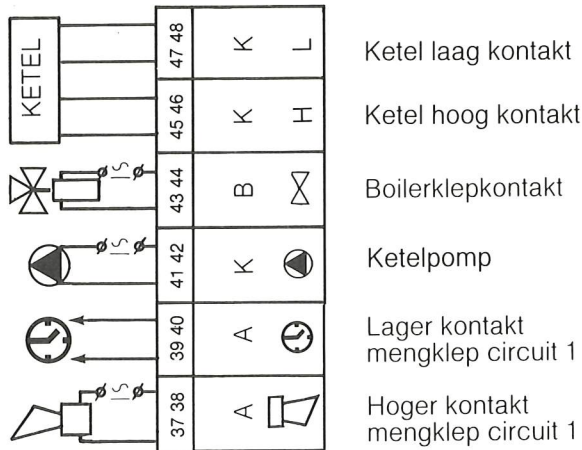 KETEL
47 48
K
L
Ketel laag kontakt
45 46
K
H
Ketel hoog kontakt
43 44
B
Boilerklepkontakt
41 42
K
Ketelpomp
39 40
A
Lager kontakt
mengklep circuit 1
37 38
A
Hoger kontakt
mengklep circuit 1